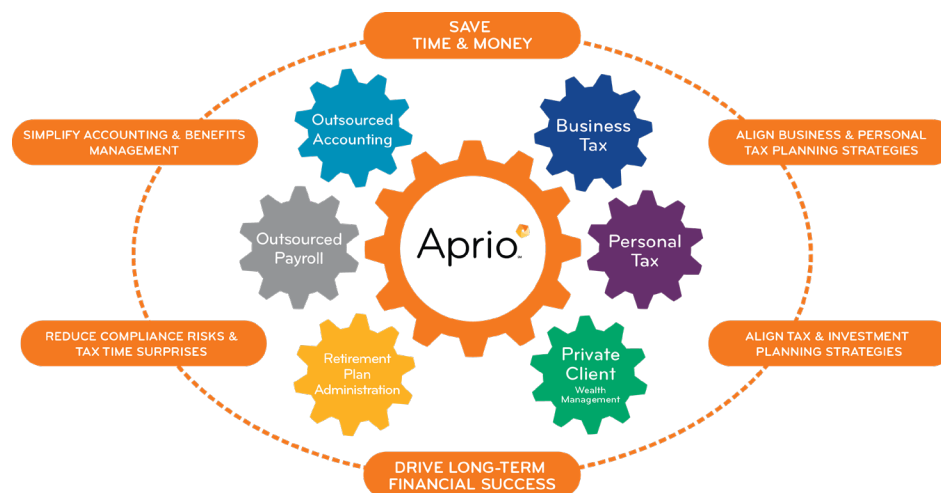 SAVE
TIME & MONEY
Outsourced
Accounting
Business
Tax
SIMPLIFY ACCOUNTING & BENEFITS
MANAGEMENT
ALIGN BUSINESS & PERSONAL
TAX PLANNING STRATEGIES
Outsourced
Payroll
Aprio
Personal
Tax
REDUCE COMPLIANCE RISKS &
TAX TIME SURPRISES
ALIGN TAX & INVESTMENT
PLANNING STRATEGIES
Retirement
Plan
Administration
Private
Client
Wealth
Management
DRIVE LONG-TERM
FINANCIAL SUCCESS